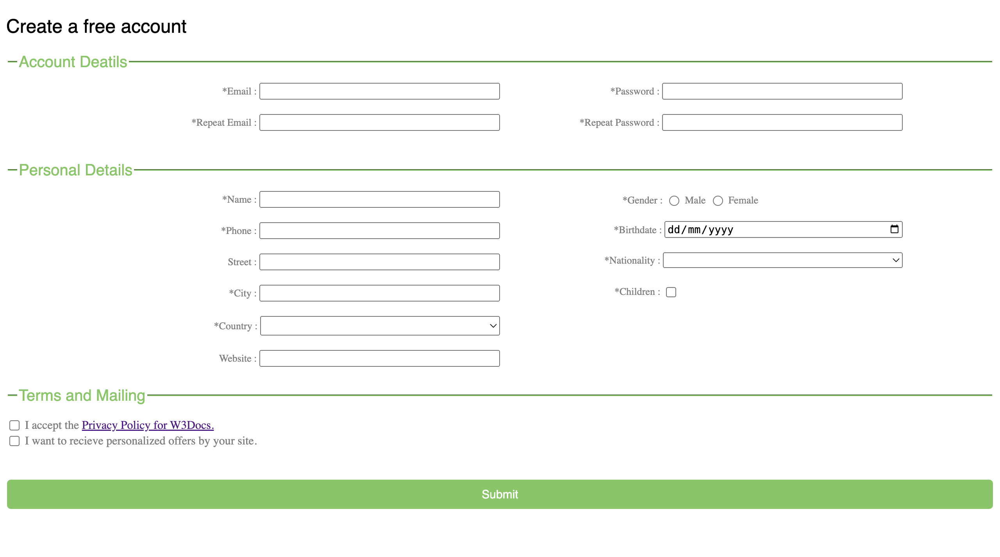 Create a free account
Account Deatils
*Email :
*Password :
*Repeat Email :
*Repeat Password :
Personal Details
*Name :
*Gender : Male Female
*Phone :
*Birthdate : dd/mm/yyyy
Street :
*Nationality :
*City :
*Children :
*Country :
Website :
Terms and Mailing
I accept the Privacy Policy for W3Docs.
I want to recieve personalized offers by your site.
Submit